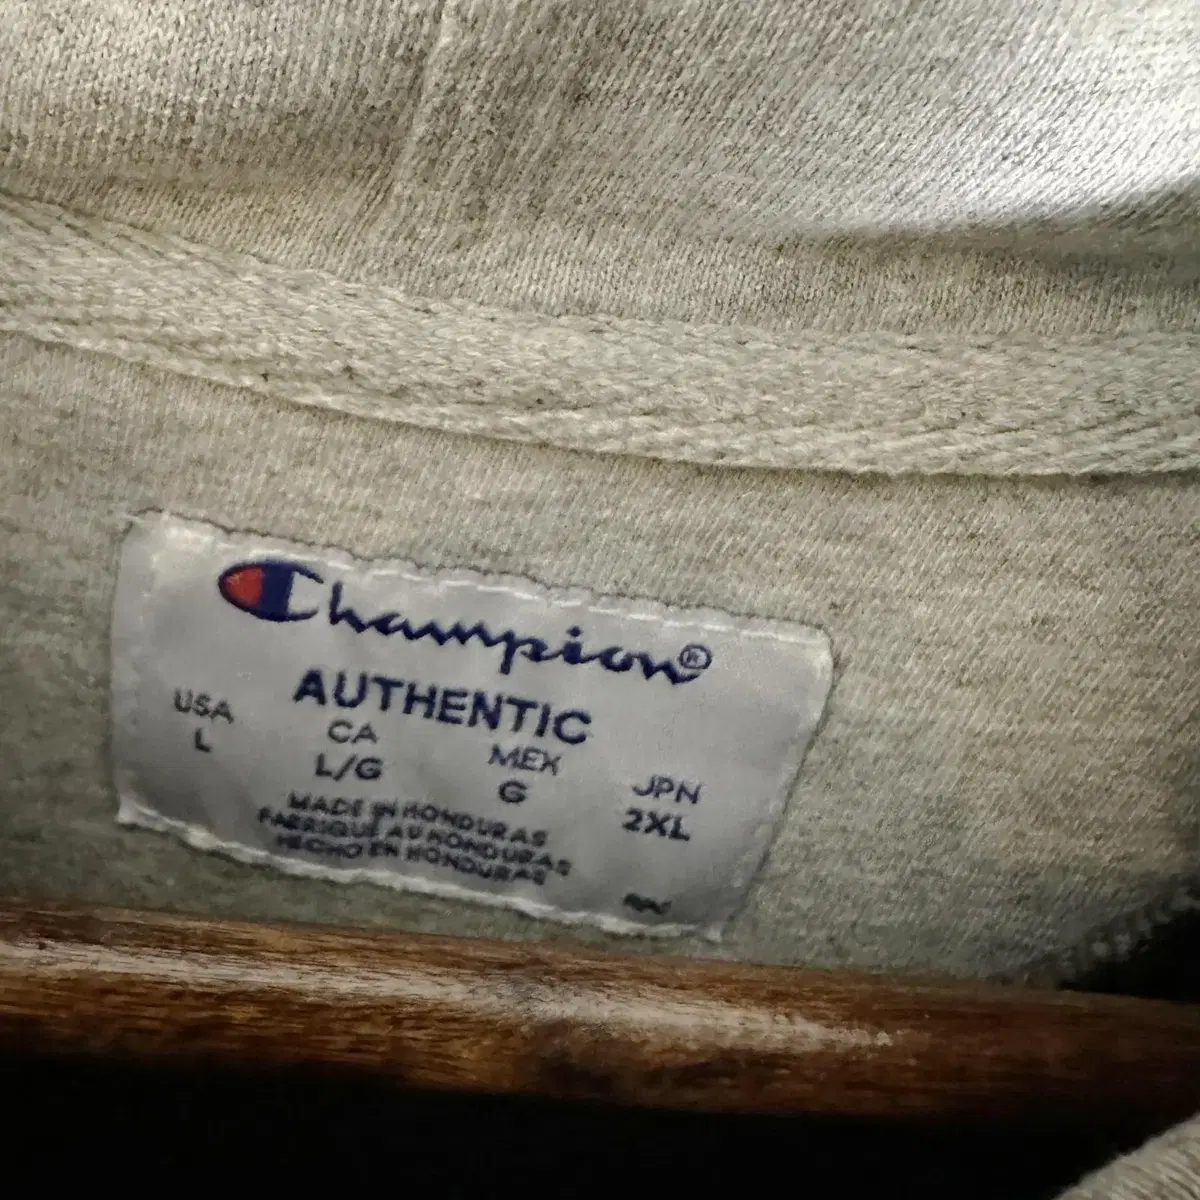 Champion®
AUTHENTIC
USA CA MEX JPN
L L/G G 2XL
MADE IN HONDURAS
FABRIQUÉ AU HONDURAS
HECHO EN HONDURAS